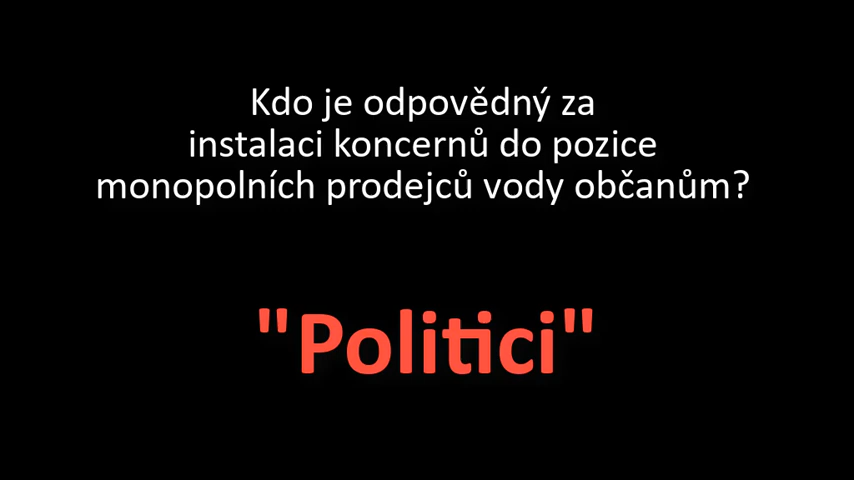 Kdo je odpovědný za
instalaci koncernů do pozice
monopolních prodejců vody občanům?
"Politici"